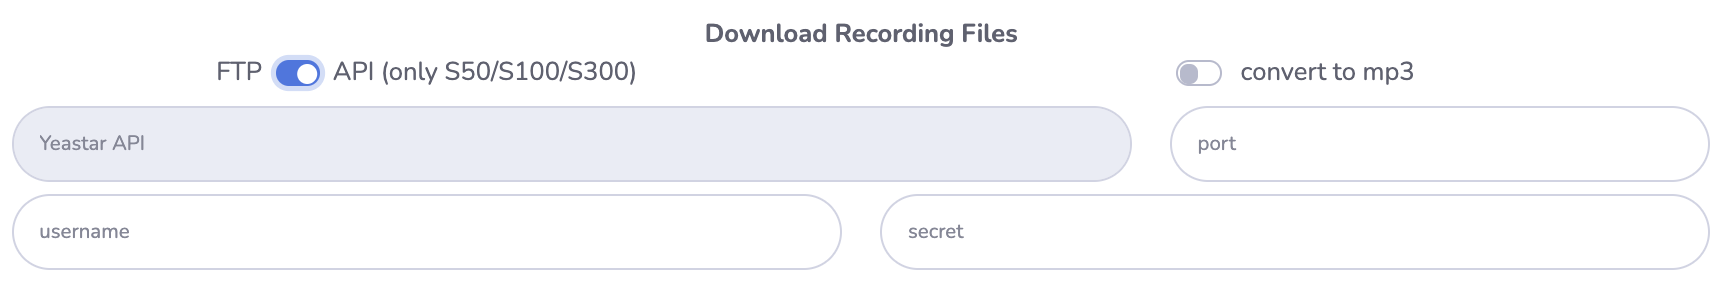 Download Recording Files
FTP API (only S50/S100/S300) convert to mp3
Yeastar API port
username secret